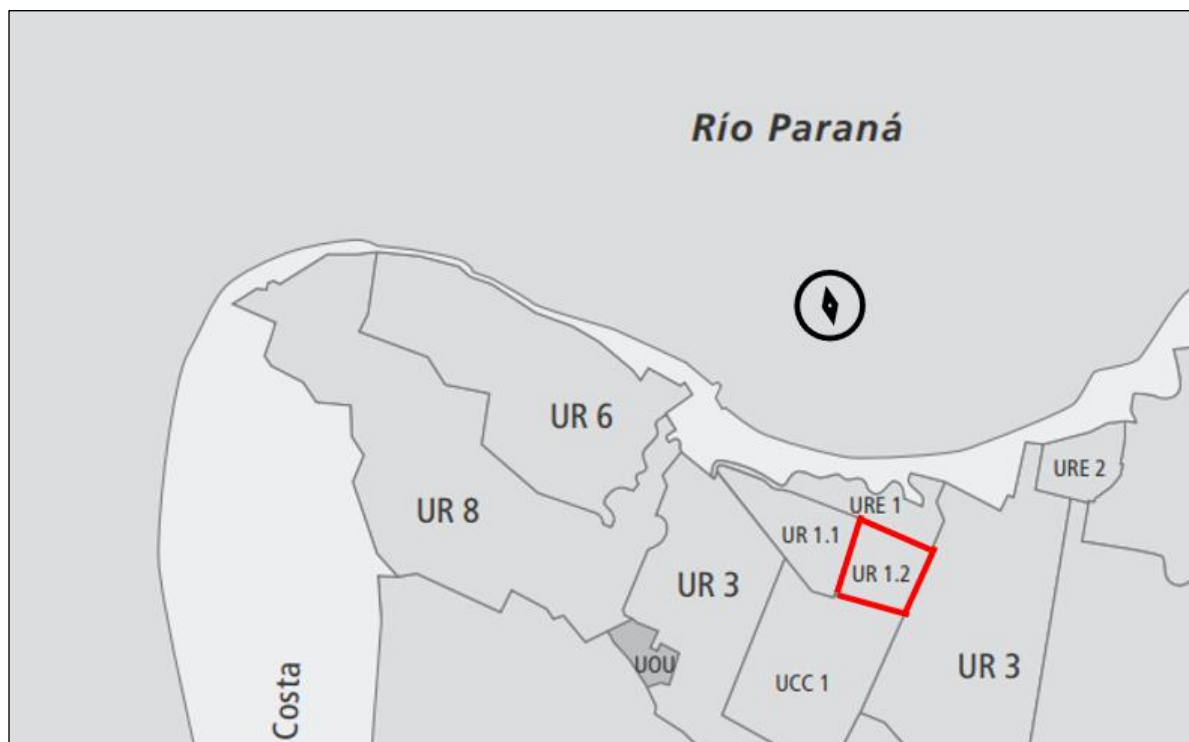 Río Paraná
UR 6
URE 2
URE 1
UR 8
UR 1.1
UR 1.2
UR 3
UOU
UR 3
UCC 1
Costa